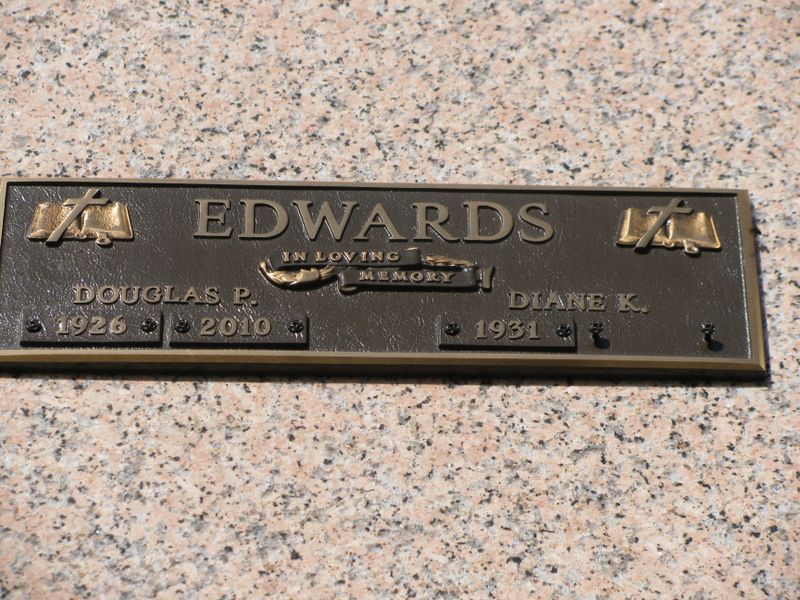 EDWARDS
IN LOVING
MEMORY
DOUGLAS P.
1926 2010
DIANE K.
1931